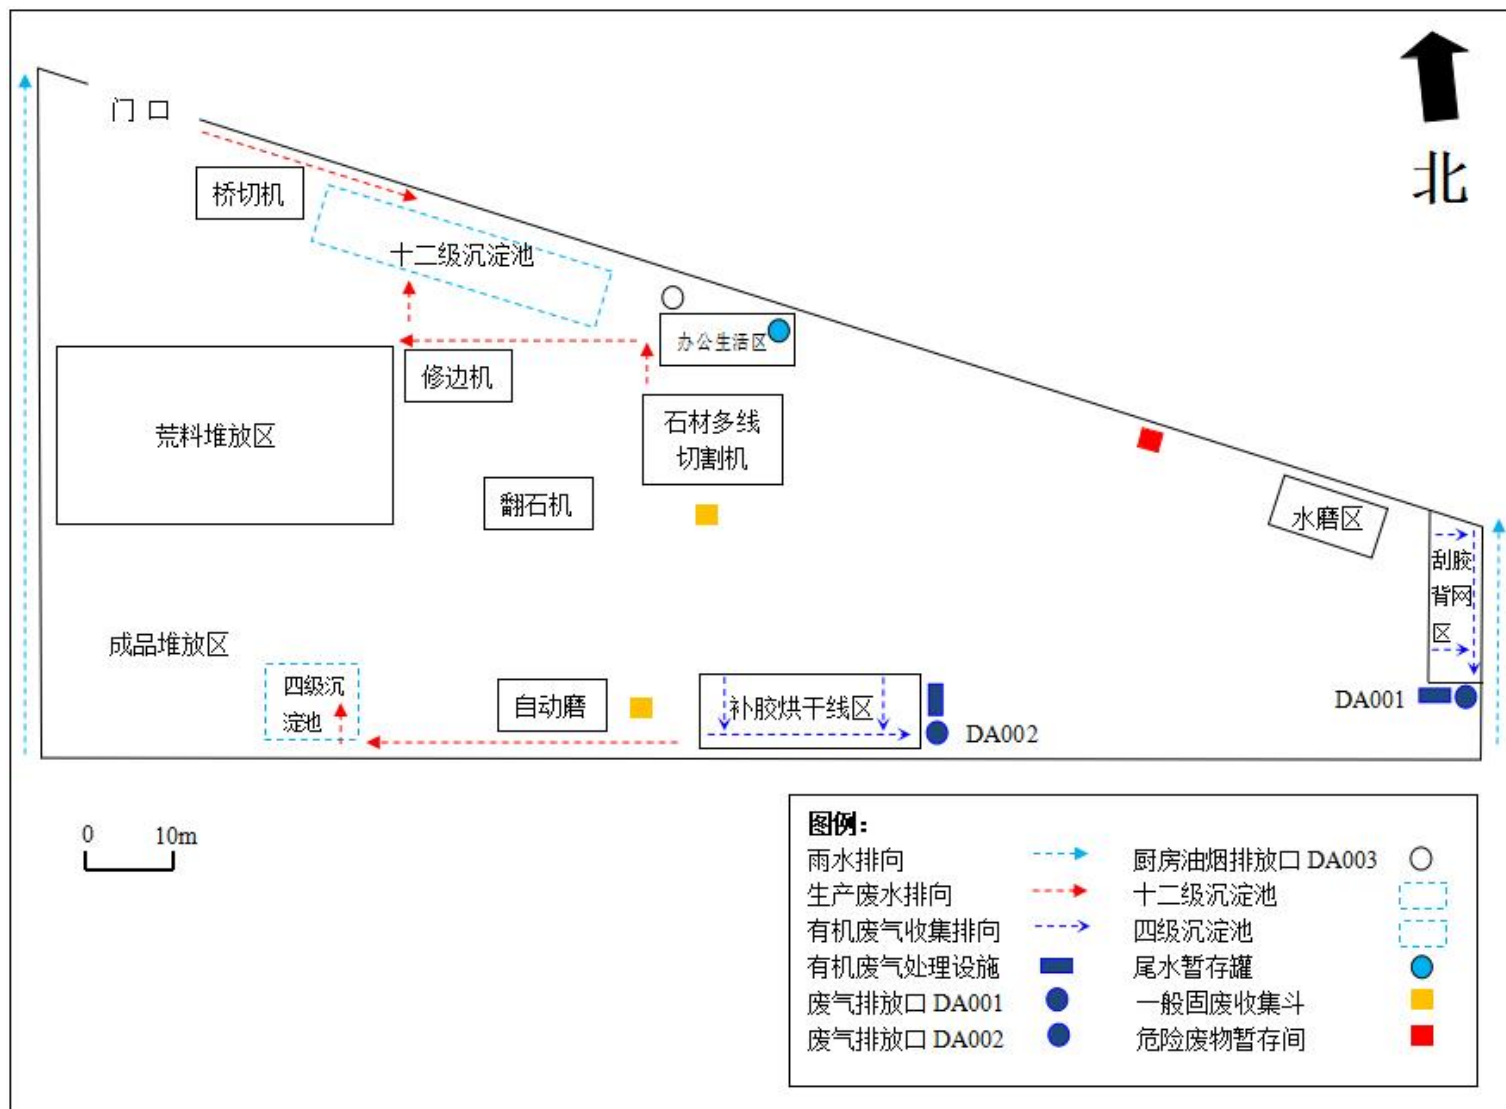 门 口
北
桥切机
十二级沉淀池
办公生活区
修边机
荒料堆放区
石材多线
切割机
翻石机
水磨区
刮胶
背网
区
成品堆放区
四级沉
淀池
自动磨
补胶烘干线区
DA001
DA002
0 10m
图例：
雨水排向
厨房油烟排放口 DA003
生产废水排向
十二级沉淀池
有机废气收集排向
四级沉淀池
有机废气处理设施
尾水暂存罐
废气排放口 DA001
一般固废收集斗
废气排放口 DA002
危险废物暂存间